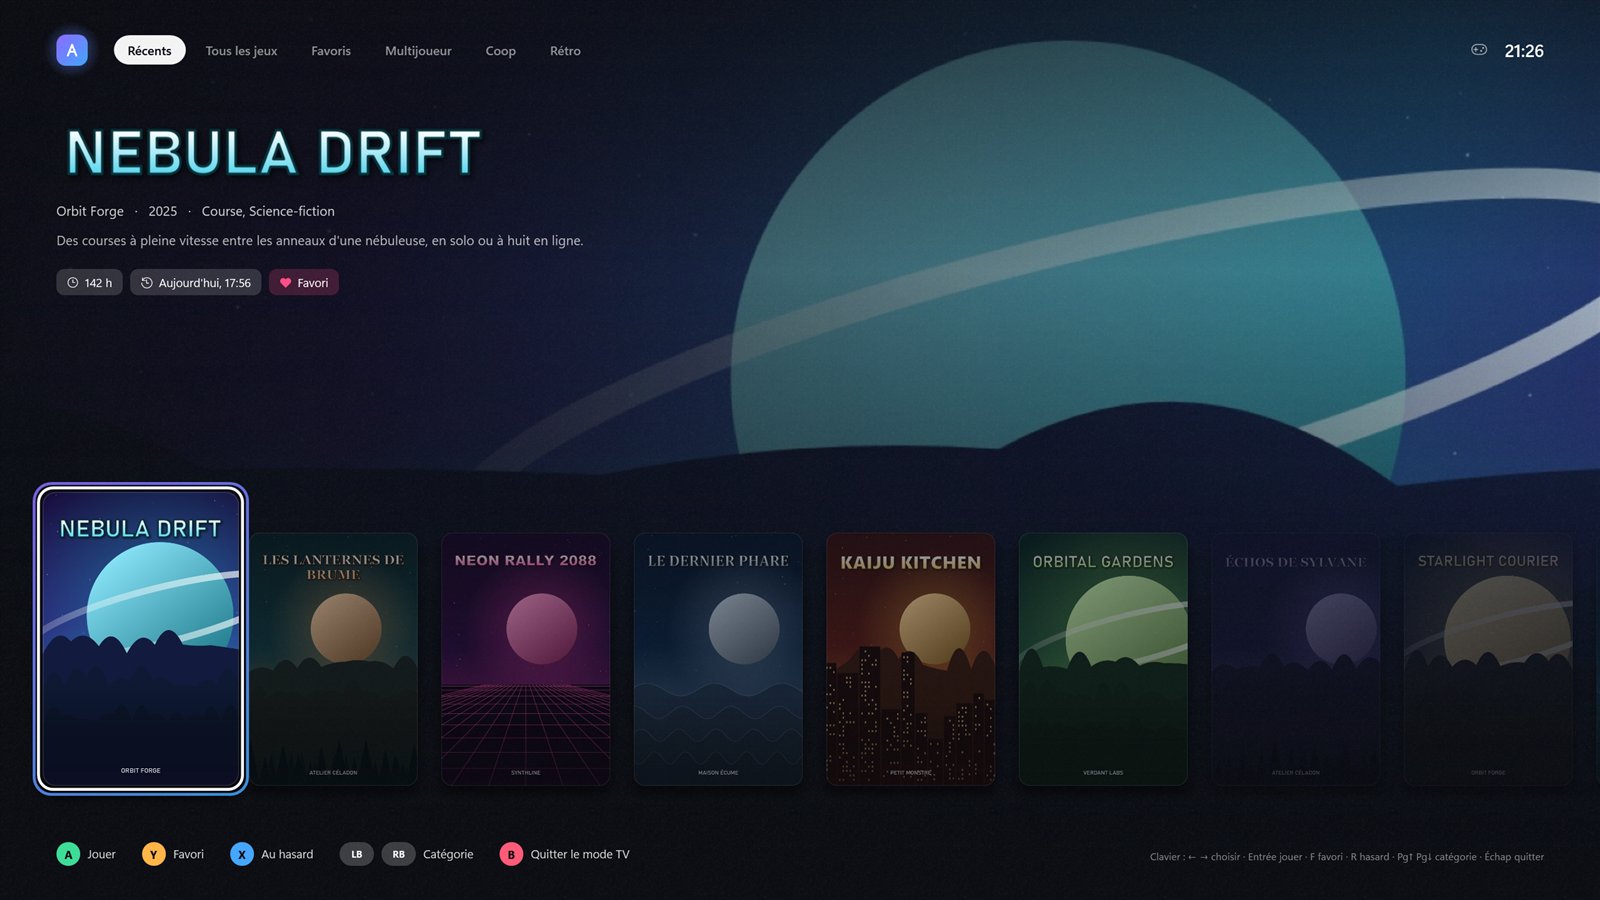 A
Récents
Tous les jeux
Favoris
Multijoueur
Coop
Rétro
21:26
NEBULA DRIFT
Orbit Forge · 2025 · Course, Science-fiction
Des courses à pleine vitesse entre les anneaux d'une nébuleuse, en solo ou à huit en ligne.
142 h
Aujourd'hui, 17:56
Favori
NEBULA DRIFT
ORBIT FORGE
LES LANTERNES DE
BRUME
ATELIER CÉLADON
NEON RALLY 2088
SYNTHLINE
LE DERNIER PHARE
MAISON ÉCUME
KAIJU KITCHEN
PETIT MONSTRE
ORBITAL GARDENS
VERDANT LABS
ÉCHOS DE SYLVANE
ATELIER CÉLADON
STARLIGHT COURIER
ORBIT FORGE
A Jouer
Y Favori
X Au hasard
LB RB Catégorie
B Quitter le mode TV
Clavier : ← → choisir · Entrée jouer · F favori · R hasard · Pg↑ Pg↓ catégorie · Échap quitter